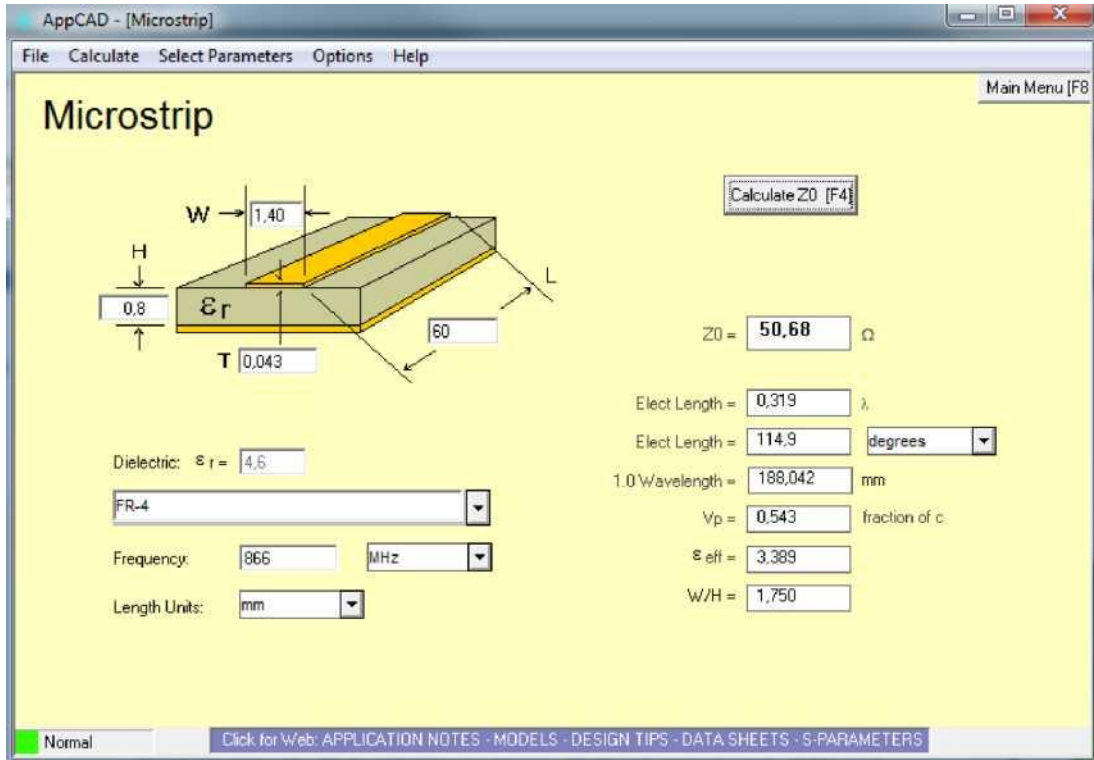 AppCAD - [Microstrip]
File Calculate Select Parameters Options Help
Main Menu [F8
Microstrip
Calculate Z0 [F4]
W 1,40
H
0,8
εr
L
60
T 0,043
Z0 = 50,68 Ω
Elect Length = 0,319 λ
Elect Length = 114,9 degrees
1.0 Wavelength = 188,042 mm
Vp = 0,543 fraction of c
ε eff = 3,389
W/H = 1,750
Dielectric: ε r = 4,6
FR-4
Frequency: 866 MHz
Length Units: mm
Normal
Click for Web: APPLICATION NOTES - MODELS - DESIGN TIPS - DATA SHEETS - S-PARAMETERS